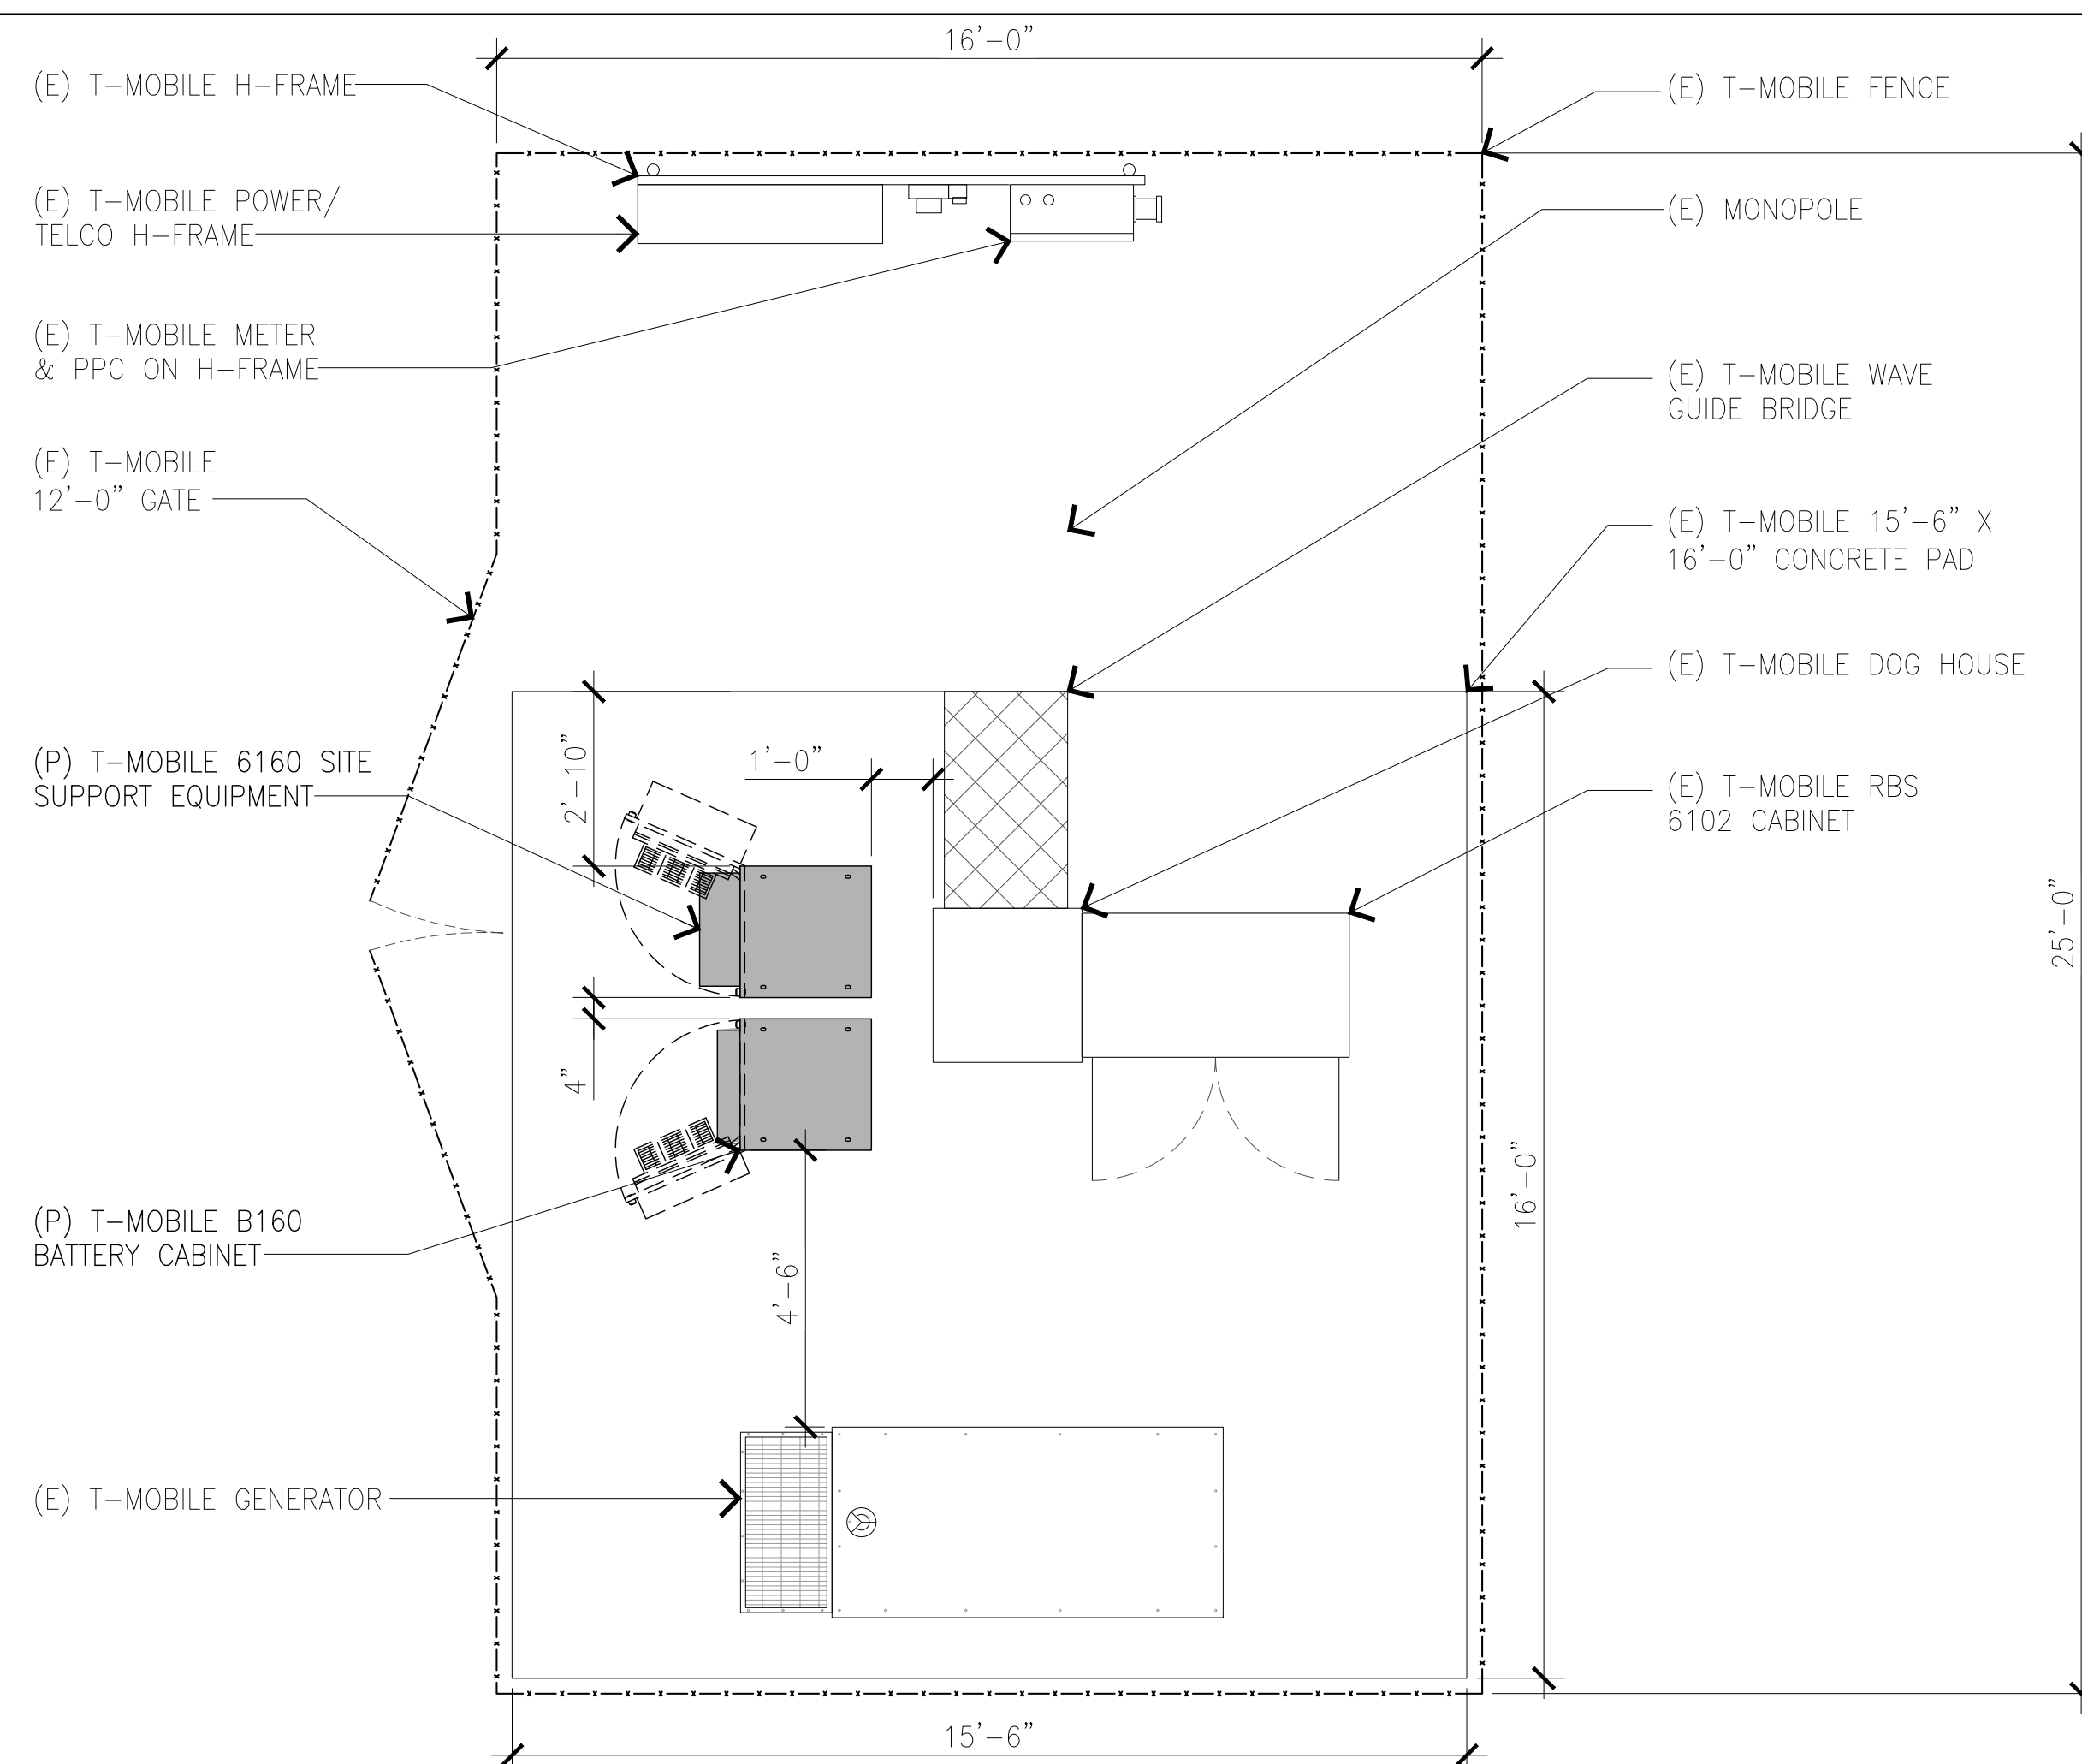 16'-0"
(E) T-MOBILE H-FRAME
(E) T-MOBILE POWER/
TELCO H-FRAME
(E) T-MOBILE METER
& PPC ON H-FRAME
(E) T-MOBILE
12'-0" GATE
(P) T-MOBILE 6160 SITE
SUPPORT EQUIPMENT
(P) T-MOBILE B160
BATTERY CABINET
(E) T-MOBILE GENERATOR
2'-10"
1'-0"
4"
4'-6"
(E) T-MOBILE FENCE
(E) MONOPOLE
(E) T-MOBILE WAVE
GUIDE BRIDGE
(E) T-MOBILE 15'-6" X
16'-0" CONCRETE PAD
(E) T-MOBILE DOG HOUSE
(E) T-MOBILE RBS
6102 CABINET
25'-0"
16'-0"
15'-6"